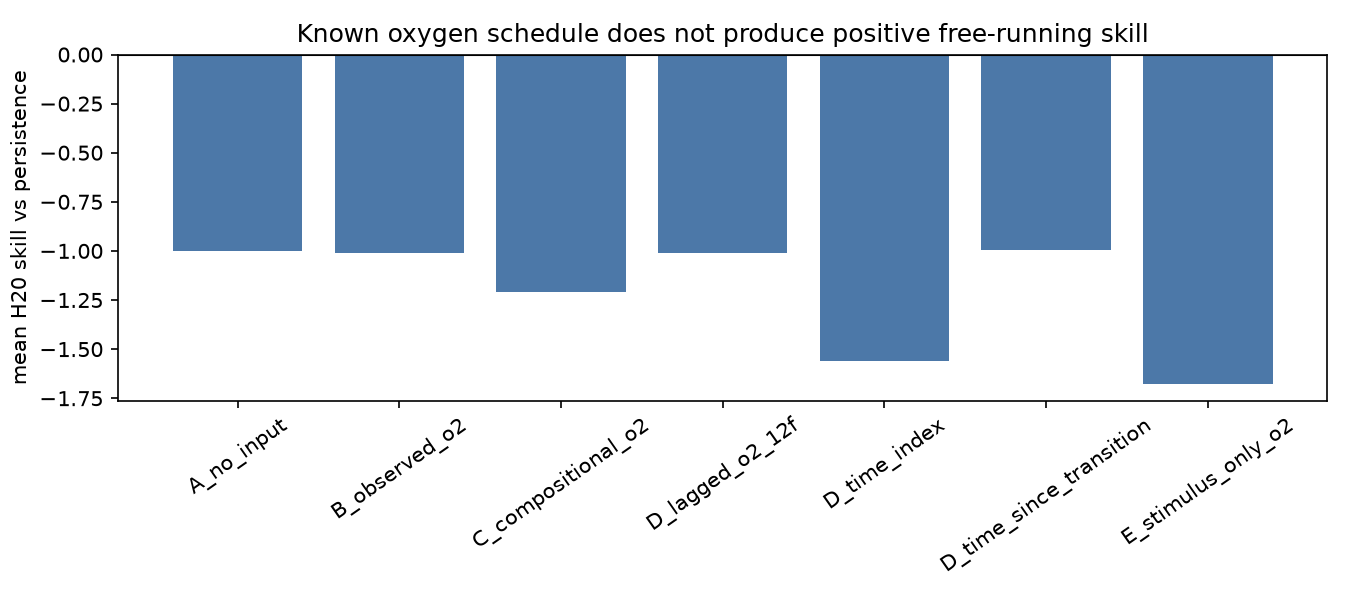 Known oxygen schedule does not produce positive free-running skill
mean H20 skill vs persistence
0.00
−0.25
−0.50
−0.75
−1.00
−1.25
−1.50
−1.75
A_no_input
B_observed_o2
C_compositional_o2
D_lagged_o2_12f
D_time_index
D_time_since_transition
E_stimulus_only_o2